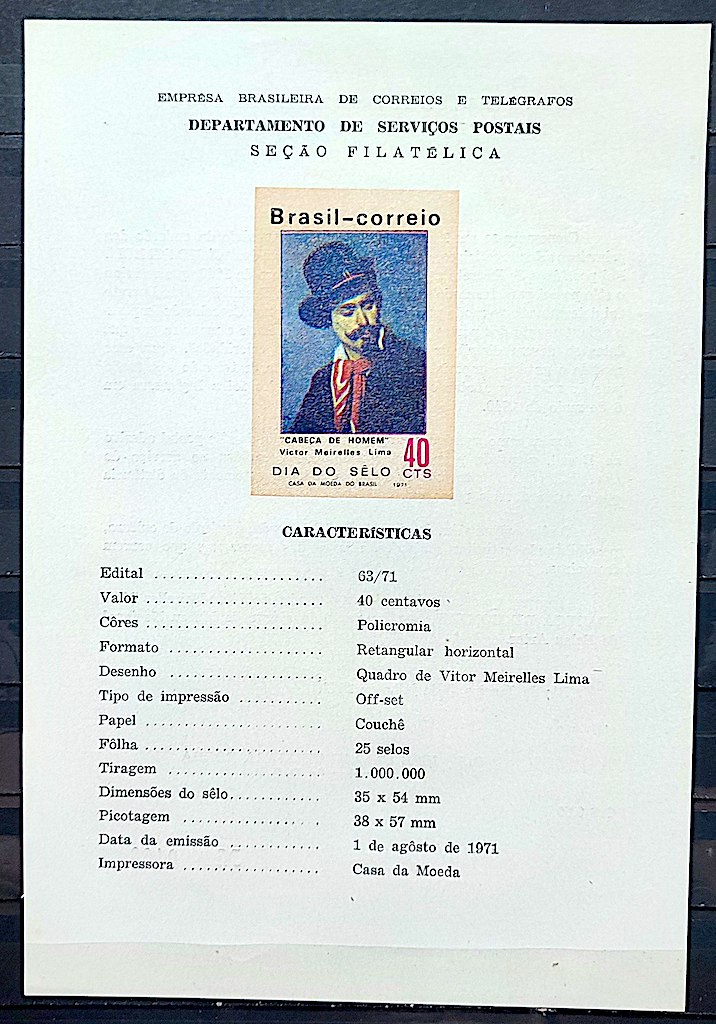 EMPRÊSA BRASILEIRA DE CORREIOS E TELÉGRAFOS
DEPARTAMENTO DE SERVIÇOS POSTAIS
SEÇÃO FILATÉLICA
Brasil-correio
"CABEÇA DE HOMEM"
Victor Meirelles Lima
40
DIA DO SÊLO CTS
CASA DA MOEDA DO BRASIL 1971
CARACTERÍSTICAS
Edital ...................... 63/71
Valor ....................... 40 centavos
Côres ....................... Policromia
Formato .................... Retangular horizontal
Desenho .................... Quadro de Vitor Meirelles Lima
Tipo de impressão ........... Off-set
Papel ....................... Couchê
Fôlha ....................... 25 selos
Tiragem .................... 1.000.000
Dimensões do sêlo............ 35 x 54 mm
Picotagem .................. 38 x 57 mm
Data da emissão ............ 1 de agôsto de 1971
Impressora .................. Casa da Moeda